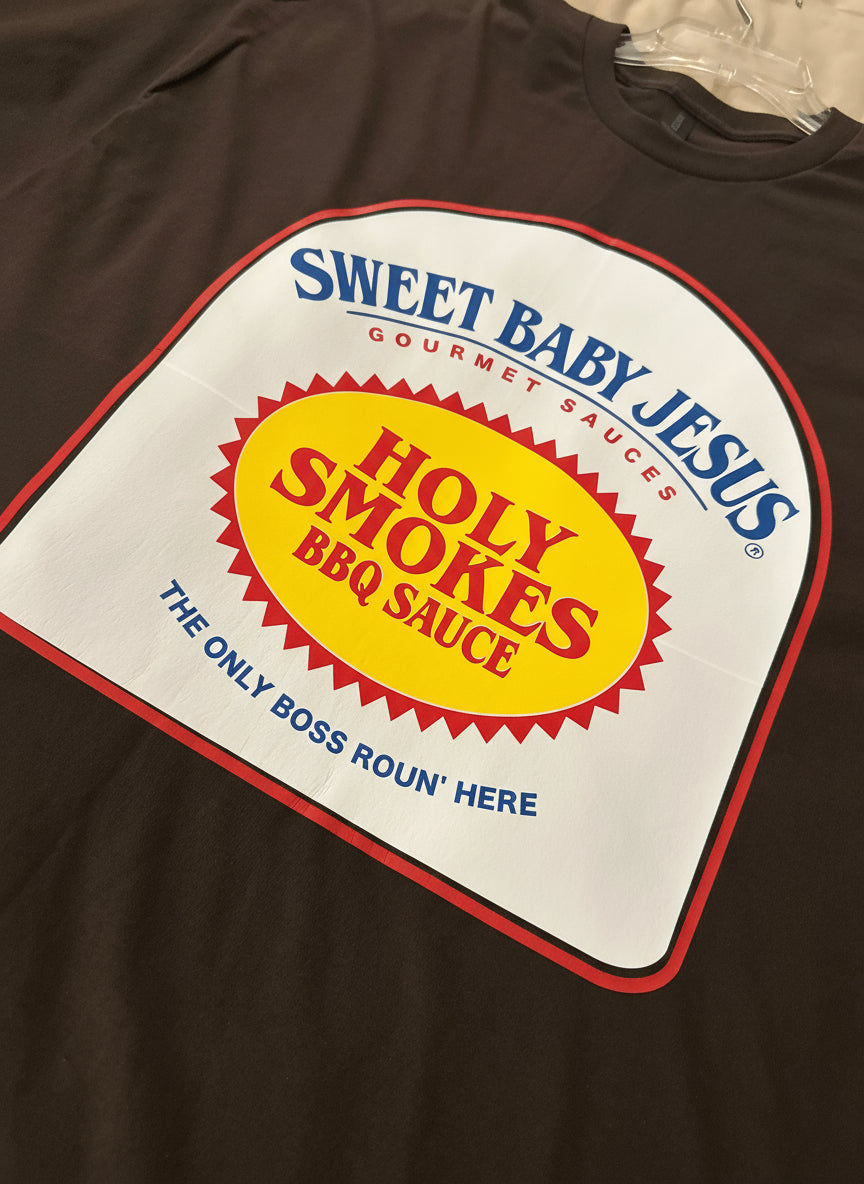 SWEET BABY JESUS®
GOURMET SAUCES
HOLY
SMOKES
BBQ SAUCE
THE ONLY BOSS ROUN' HERE